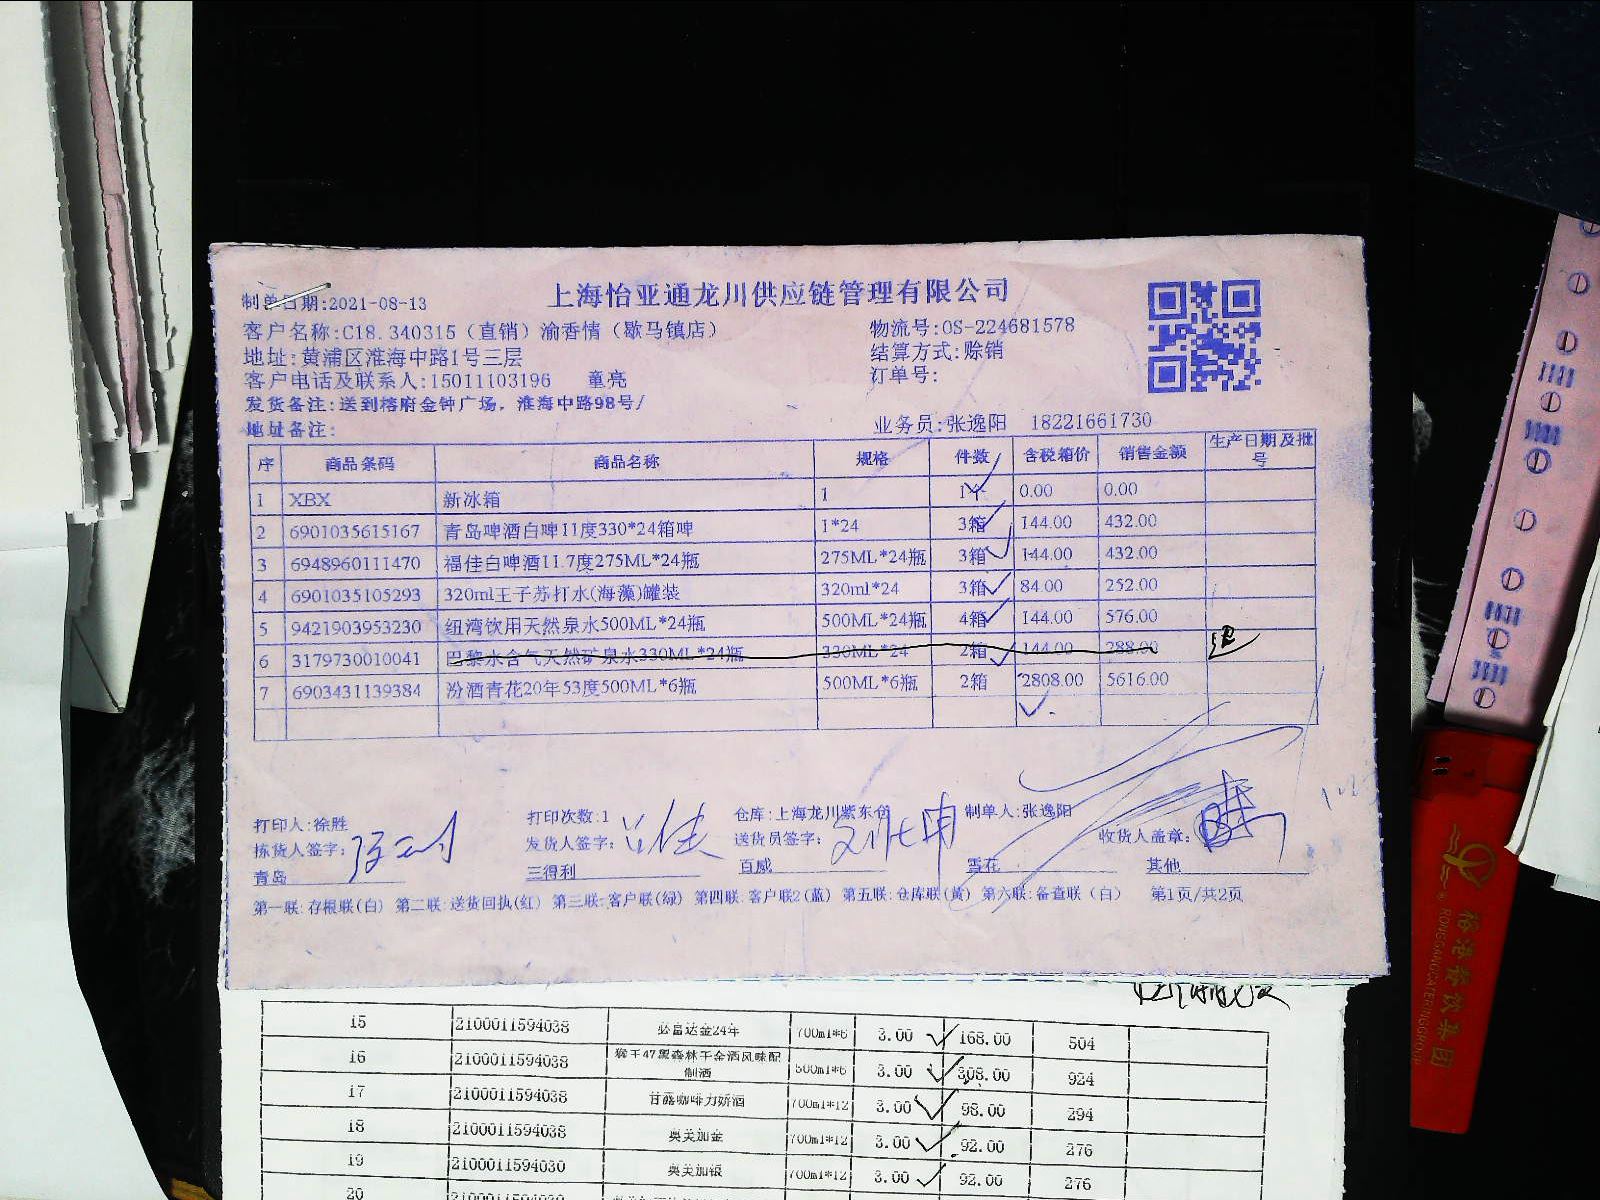 上海怡亚通龙川供应链管理有限公司
制单日期:2021-08-13
客户名称:C18.340315（直销）渝香情（歇马镇店）
物流号:OS-224681578
地址:黄浦区淮海中路1号三层
结算方式:赊销
客户电话及联系人:15011103196 童亮
订单号:
发货备注:送到榕府金钟广场，淮海中路98号/
地址备注:
业务员:张逸阳 18221661730
序 商品条码 商品名称 规格 件数 含税箱价 销售金额 生产日期及批号
1 XBX 新冰箱 1 1个 0.00 0.00
2 6901035615167 青岛啤酒白啤11度330*24箱啤 1*24 3箱 144.00 432.00
3 6948960111470 福佳白啤酒11.7度275ML*24瓶 275ML*24瓶 3箱 144.00 432.00
4 6901035105293 320ml王子苏打水(海藻)罐装 320ml*24 3箱 84.00 252.00
5 9421903953230 纽湾饮用天然泉水500ML*24瓶 500ML*24瓶 4箱 144.00 576.00
6 3179730010041 巴黎水含气天然矿泉水330ML*24瓶 330ML*24 2箱 144.00 288.00 退
7 6903431139384 汾酒青花20年53度500ML*6瓶 500ML*6瓶 2箱 2808.00 5616.00
打印人:徐胜
打印次数:1
仓库:上海龙川紫东仓
制单人:张逸阳
拣货人签字:
发货人签字:
送货员签字:
收货人盖章:
青岛 三得利 百威 雪花 其他
第一联:存根联(白) 第二联:送货回执(红) 第三联:客户联(绿) 第四联:客户联2(蓝) 第五联:仓库联(黄) 第六联:备查联（白） 第1页/共2页
15 2100011594038 必富达金24年 700ml*6 3.00 168.00 504
16 2100011594038 猴王47黑森林干金酒风味配制酒 500ml*6 3.00 308.00 924
17 2100011594038 甘露咖啡力娇酒 700ml*12 3.00 98.00 294
18 2100011594038 奥美加金 700ml*12 3.00 92.00 276
19 2100011594030 奥美加银 700ml*12 3.00 92.00 276
20
榕港餐饮集团
RONGGANGCATERINGGROUP